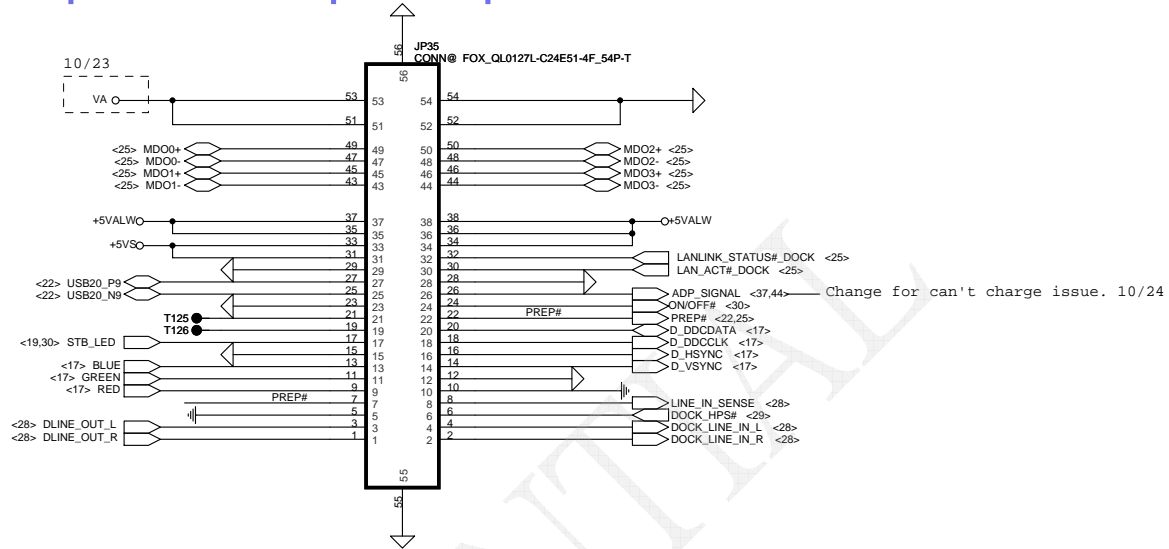 56
JP35
CONN@ FOX_QL0127L-C24E51-4F_54P-T
56
10/23
VA
53 53 54 54
51 51 52 52
<25> MDO0+ 49 49 50 50 MDO2+ <25>
<25> MDO0- 47 47 48 48 MDO2- <25>
<25> MDO1+ 45 45 46 46 MDO3+ <25>
<25> MDO1- 43 43 44 44 MDO3- <25>
+5VALW 37 37 38 38 +5VALW
35 35 36 36
+5VS 33 33 34 34
31 31 32 32 LANLINK_STATUS#_DOCK <25>
29 29 30 30 LAN_ACT#_DOCK <25>
<22> USB20_P9 27 27 28 28
<22> USB20_N9 25 25 26 26 ADP_SIGNAL <37,44> Change for can't charge issue. 10/24
23 23 24 24 ON/OFF# <30>
T125 21 21 22 22 PREP# PREP# <22,25>
T126 19 19 20 20 D_DDCDATA <17>
<19,30> STB_LED 17 17 18 18 D_DDCCLK <17>
15 15 16 16 D_HSYNC <17>
<17> BLUE 13 13 14 14 D_VSYNC <17>
<17> GREEN 11 11 12 12
<17> RED 9 9 10 10
PREP# 7 7 8 8 LINE_IN_SENSE <28>
5 5 6 6 DOCK_HPS# <29>
<28> DLINE_OUT_L 3 3 4 4 DOCK_LINE_IN_L <28>
<28> DLINE_OUT_R 1 1 2 2 DOCK_LINE_IN_R <28>
55
55